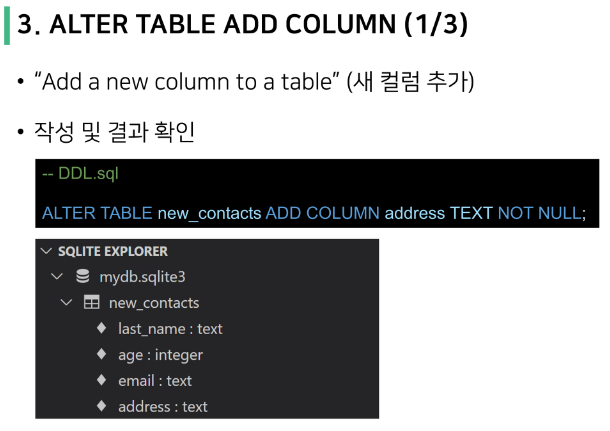 3. ALTER TABLE ADD COLUMN (1/3)
• “Add a new column to a table” (새 컬럼 추가)
• 작성 및 결과 확인
-- DDL.sql
ALTER TABLE new_contacts ADD COLUMN address TEXT NOT NULL;
SQLITE EXPLORER
mydb.sqlite3
new_contacts
last_name : text
age : integer
email : text
address : text